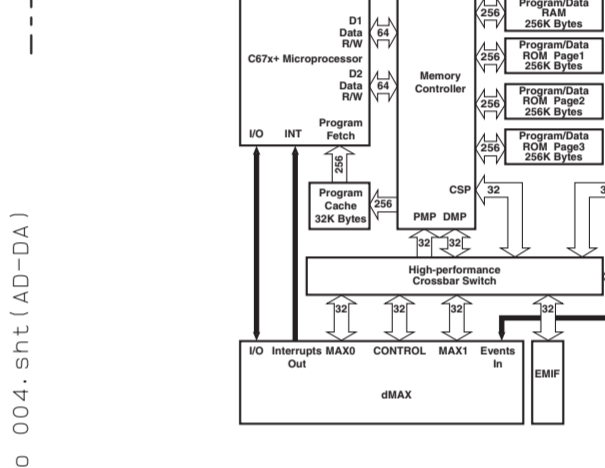 Program/Data
RAM
256K Bytes
256
D1
Data
R/W
64
C67x+ Microprocessor
D2
Data
R/W
64
Memory
Controller
256
Program/Data
ROM Page1
256K Bytes
256
Program/Data
ROM Page2
256K Bytes
256
Program/Data
ROM Page3
256K Bytes
I/O INT Program
Fetch
256
Program
Cache
32K Bytes
256
CSP 32
PMP DMP
32 32
High-performance
Crossbar Switch
32 32 32 32
I/O Interrupts MAX0 CONTROL MAX1 Events
Out In
dMAX
EMIF
o 004.sht(AD-DA)